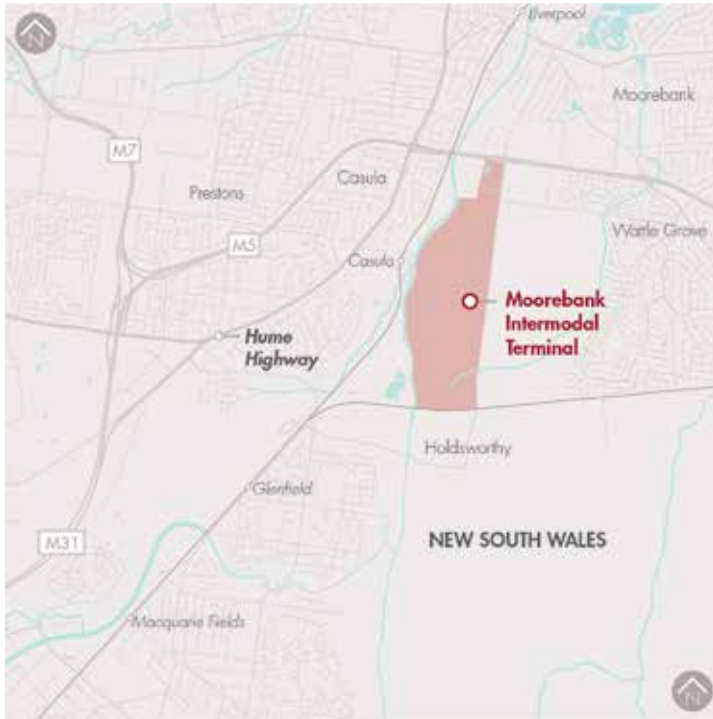 N
Liverpool
Moorebank
M7
Casula
Prestons
Wattle Grove
M5
Casula
Moorebank
Intermodal
Terminal
Hume
Highway
Holdsworthy
Glenfield
NEW SOUTH WALES
M31
Macquarie Fields
N